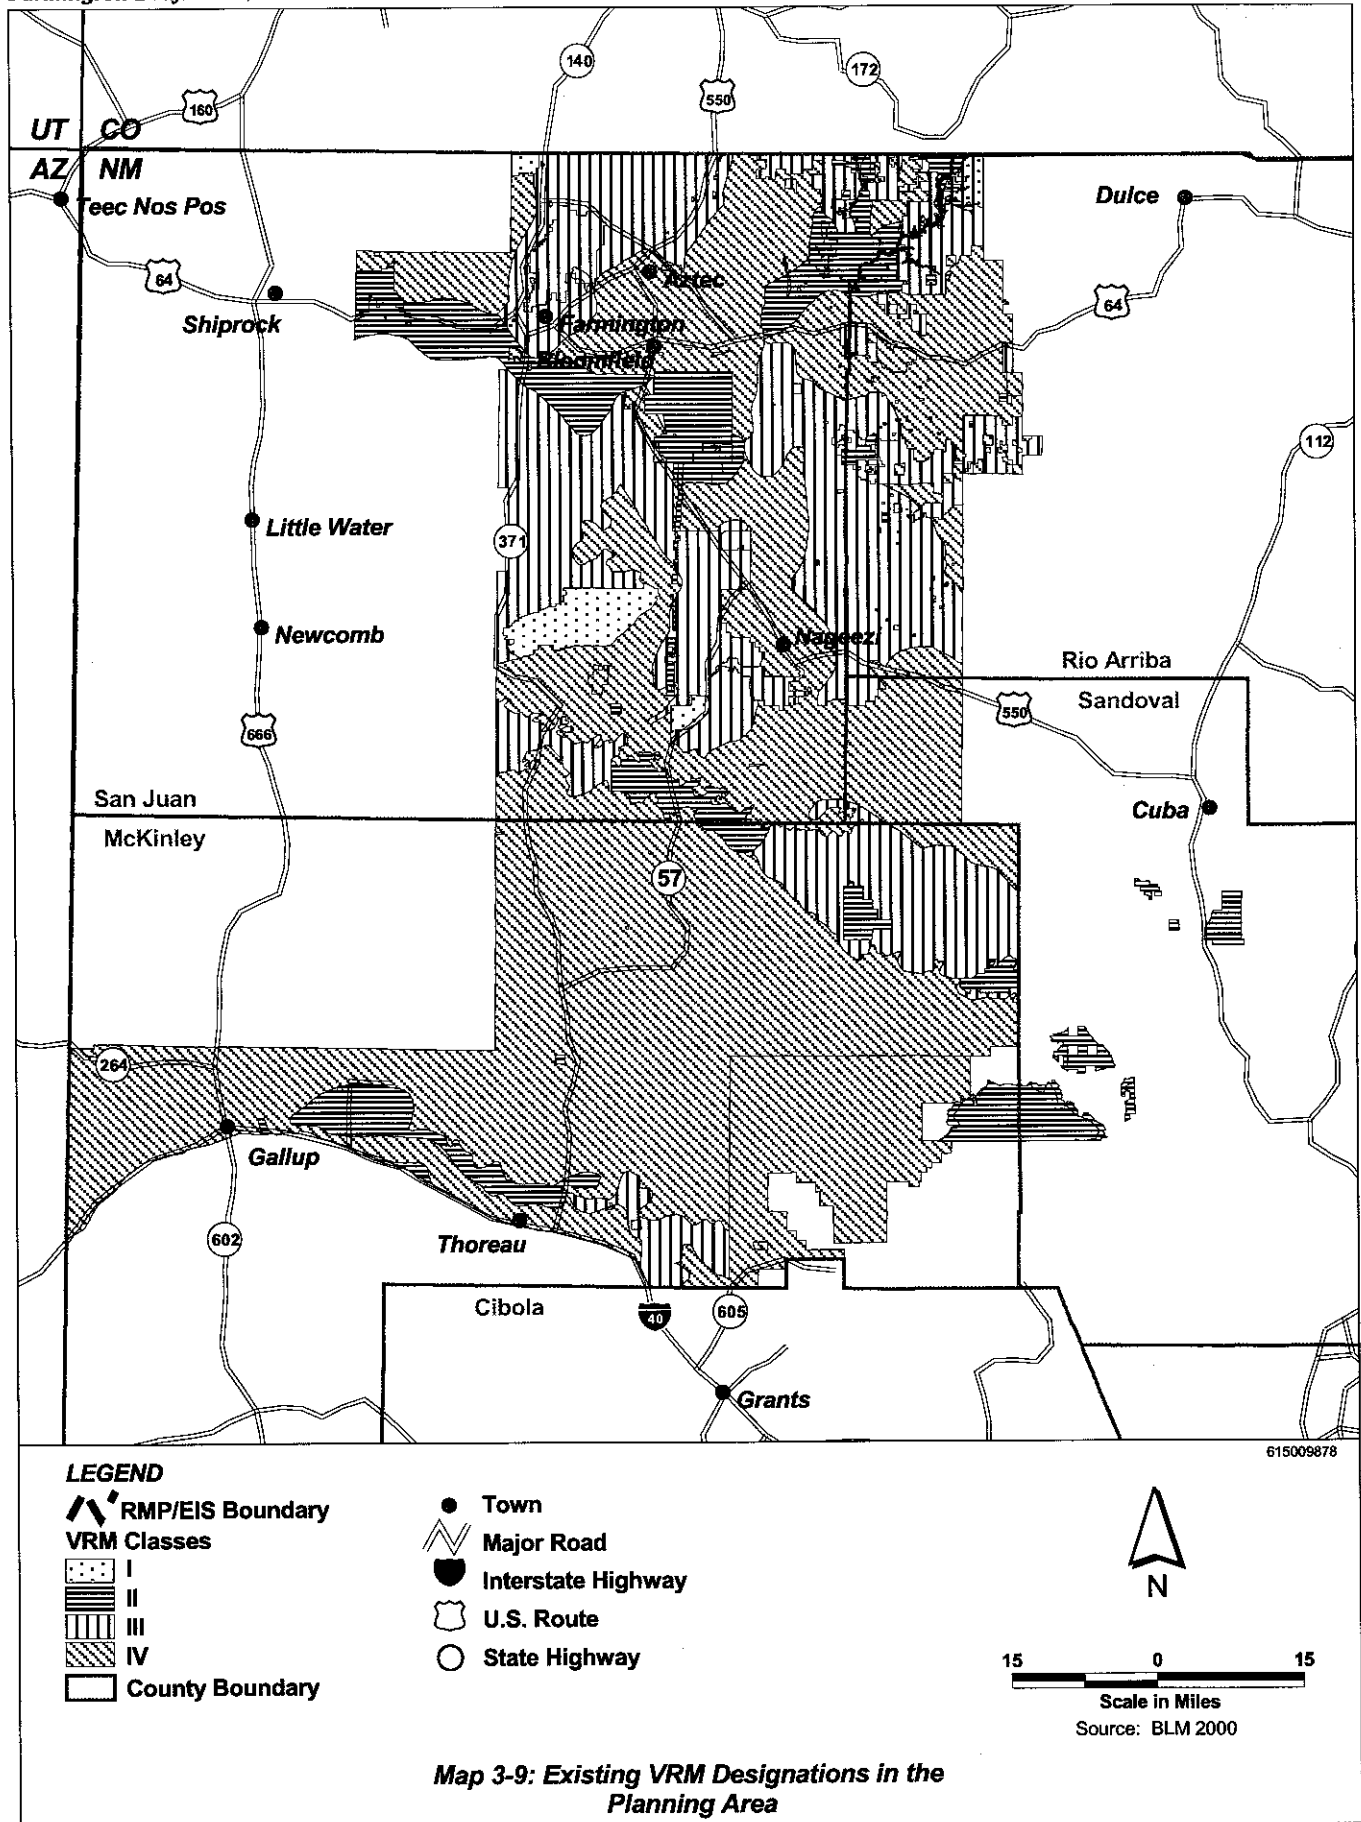 140
172
550
160
UT CO
AZ NM
Teec Nos Pos
Dulce
64
Aztec
64
Shiprock
Farmington
Bloomfield
112
Little Water
371
Newcomb
Nageezi
Rio Arriba
Sandoval
550
666
San Juan
McKinley
Cuba
57
264
Gallup
Thoreau
602
Cibola
40
605
Grants
615009878
LEGEND
RMP/EIS Boundary
VRM Classes
I
II
III
IV
County Boundary
Town
Major Road
Interstate Highway
U.S. Route
State Highway
N
15 0 15
Scale in Miles
Source: BLM 2000
Map 3-9: Existing VRM Designations in the
Planning Area